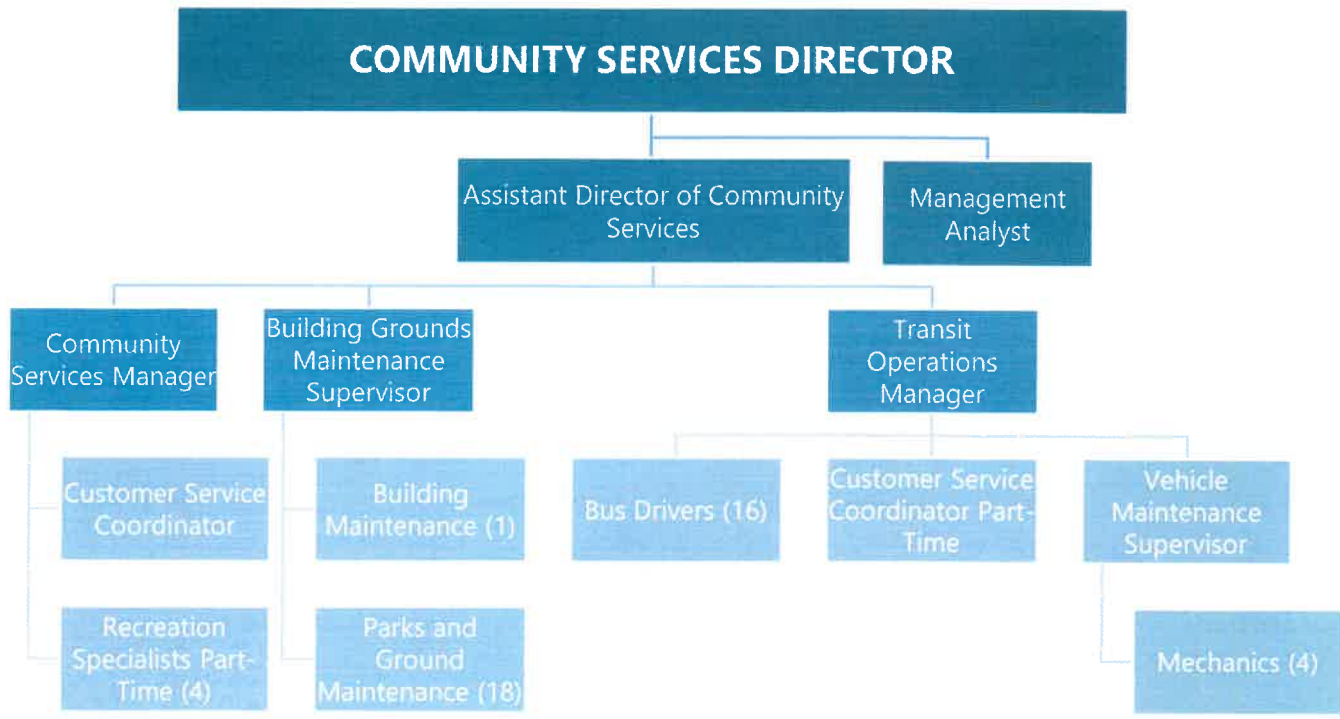 COMMUNITY SERVICES DIRECTOR
Assistant Director of Community
Services
Management
Analyst
Community
Services Manager
Building Grounds
Maintenance
Supervisor
Transit
Operations
Manager
Customer Service
Coordinator
Building
Maintenance (1)
Bus Drivers (16)
Customer Service
Coordinator Part-
Time
Vehicle
Maintenance
Supervisor
Recreation
Specialists Part-
Time (4)
Parks and
Ground
Maintenance (18)
Mechanics (4)